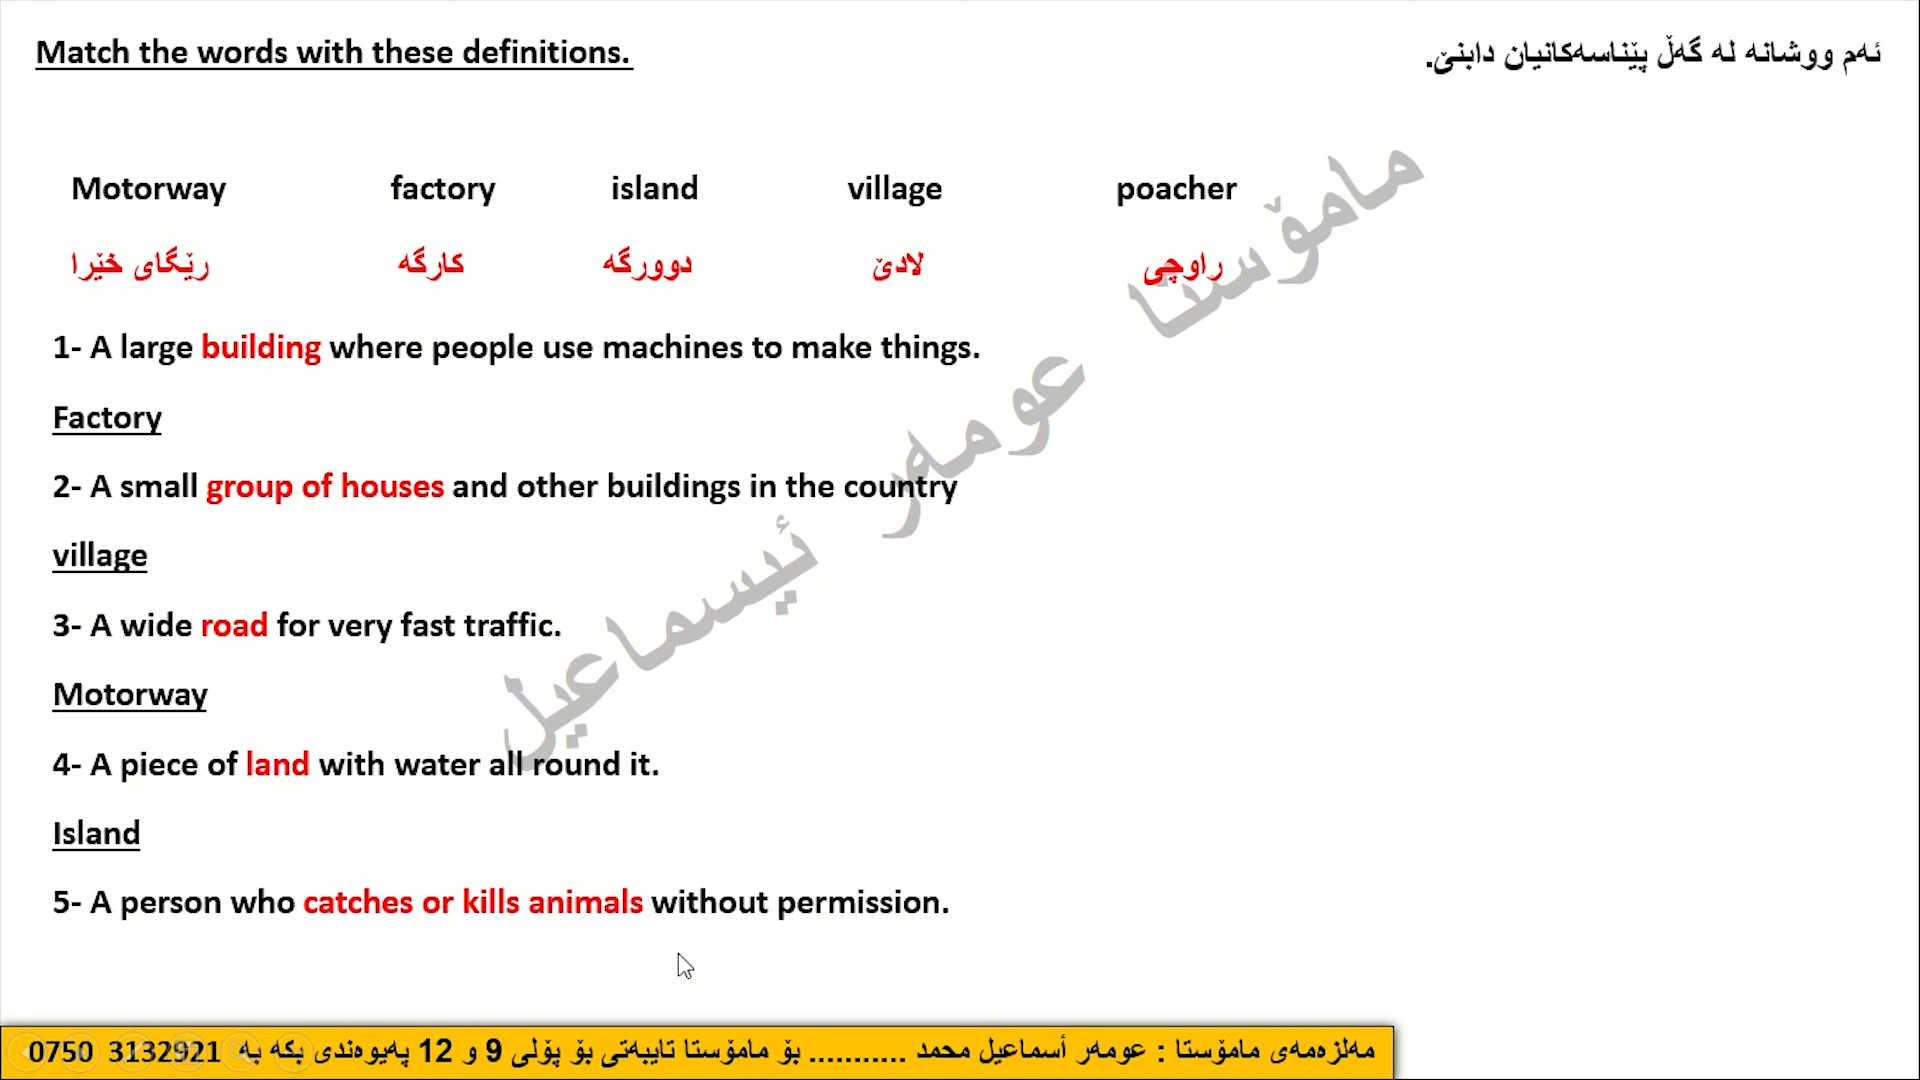 Match the words with these definitions.
ئەم ووشانە لە گەڵ پێناسەکانیان دابنێ.
Motorway factory island village poacher
رێگای خێرا کارگە دوورگە لادێ راوچی
1- A large building where people use machines to make things.
Factory
2- A small group of houses and other buildings in the country
village
3- A wide road for very fast traffic.
Motorway
4- A piece of land with water all round it.
Island
5- A person who catches or kills animals without permission.
مامۆستا عومەر ئیسماعیل
مەلزەمەی مامۆستا : عومەر أسماعیل محمد ........... بۆ مامۆستا تایبەتی بۆ پۆلی 9 و 12 پەیوەندی بکە بە 0750 3132921